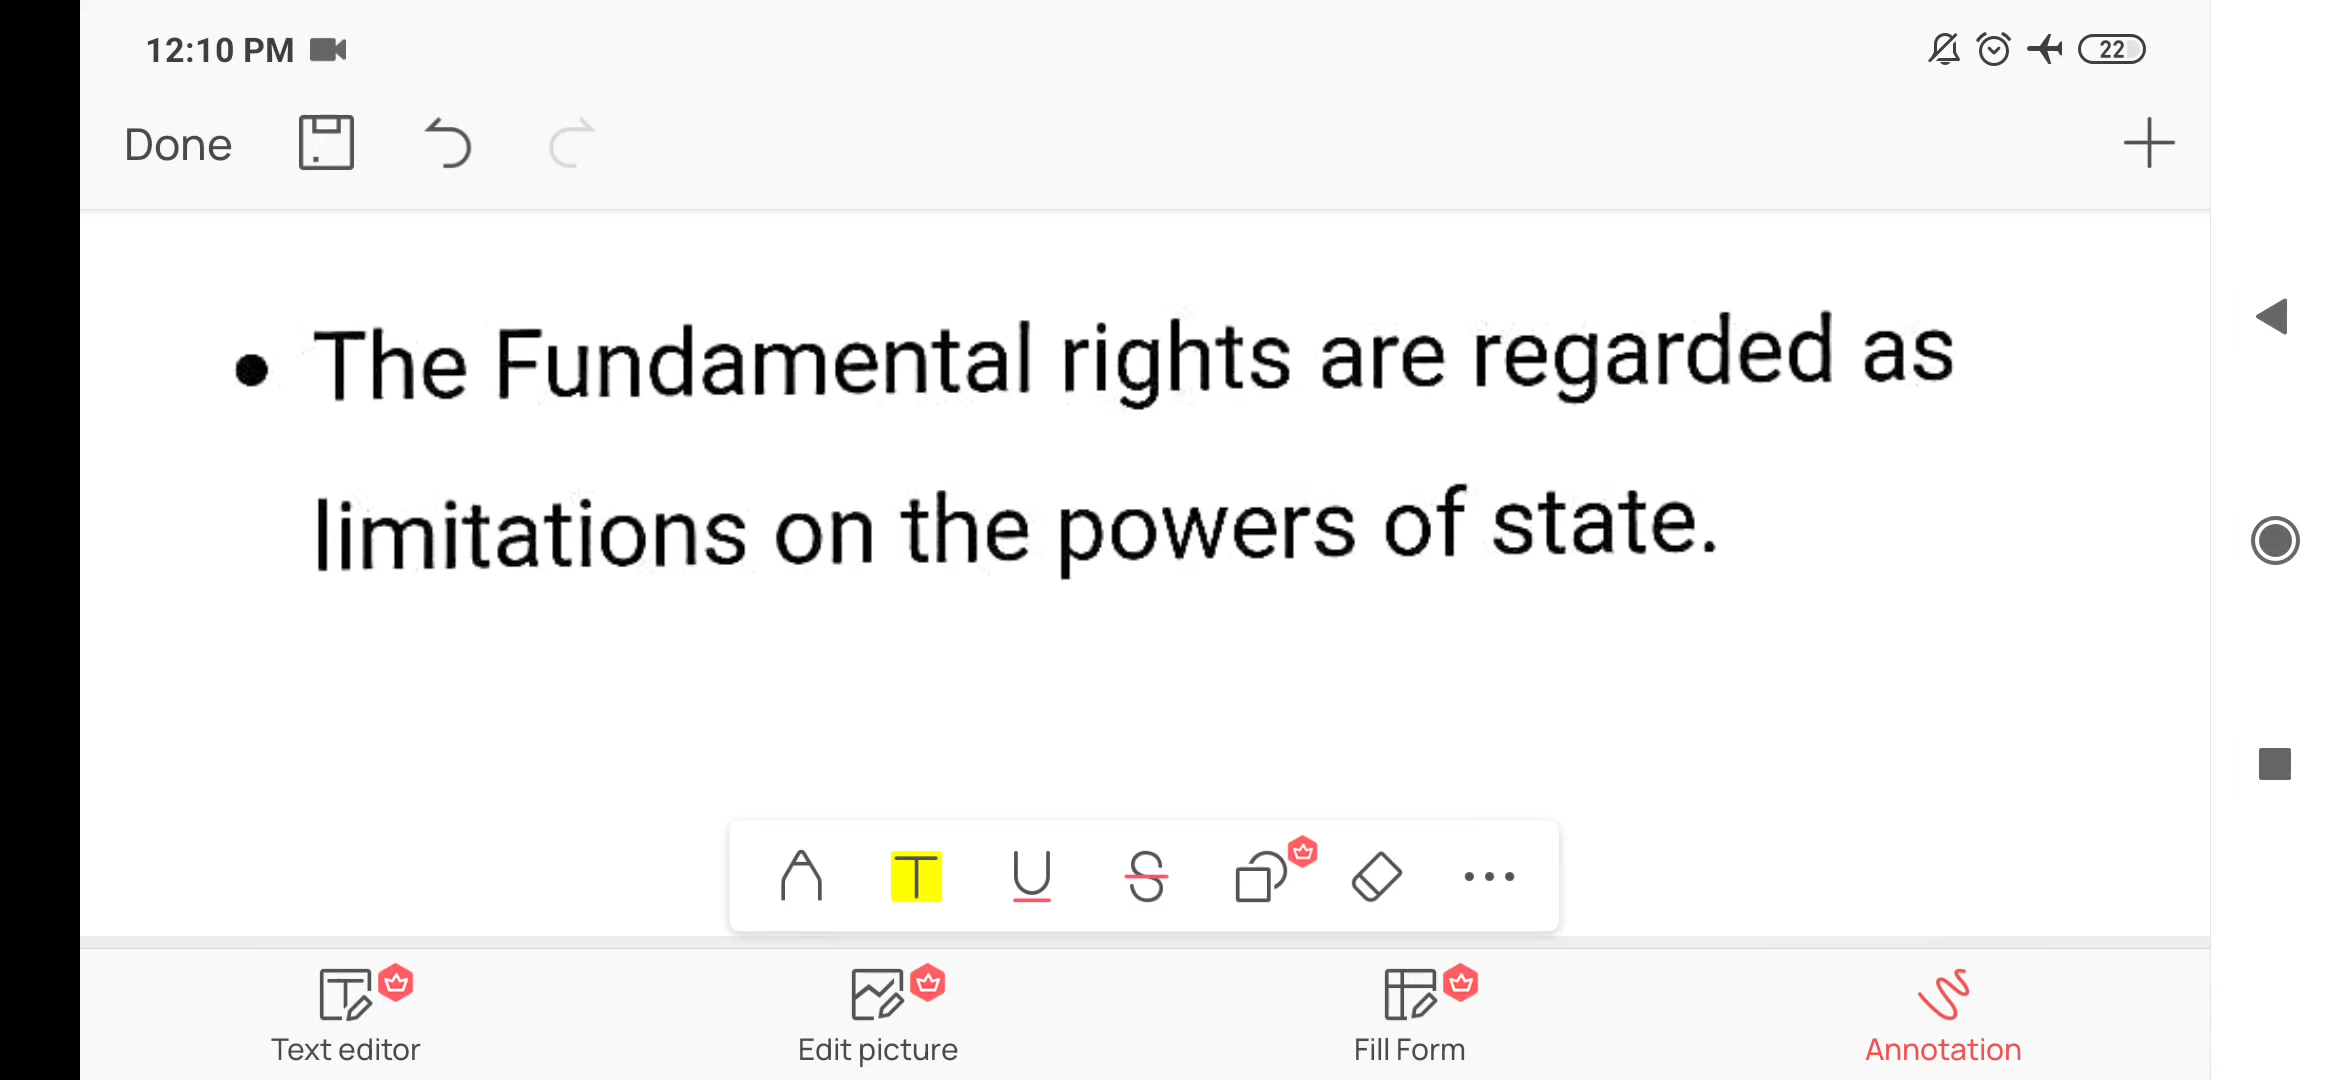 12:10 PM
22
Done
• The Fundamental rights are regarded as
limitations on the powers of state.
T U S
Text editor
Edit picture
Fill Form
Annotation